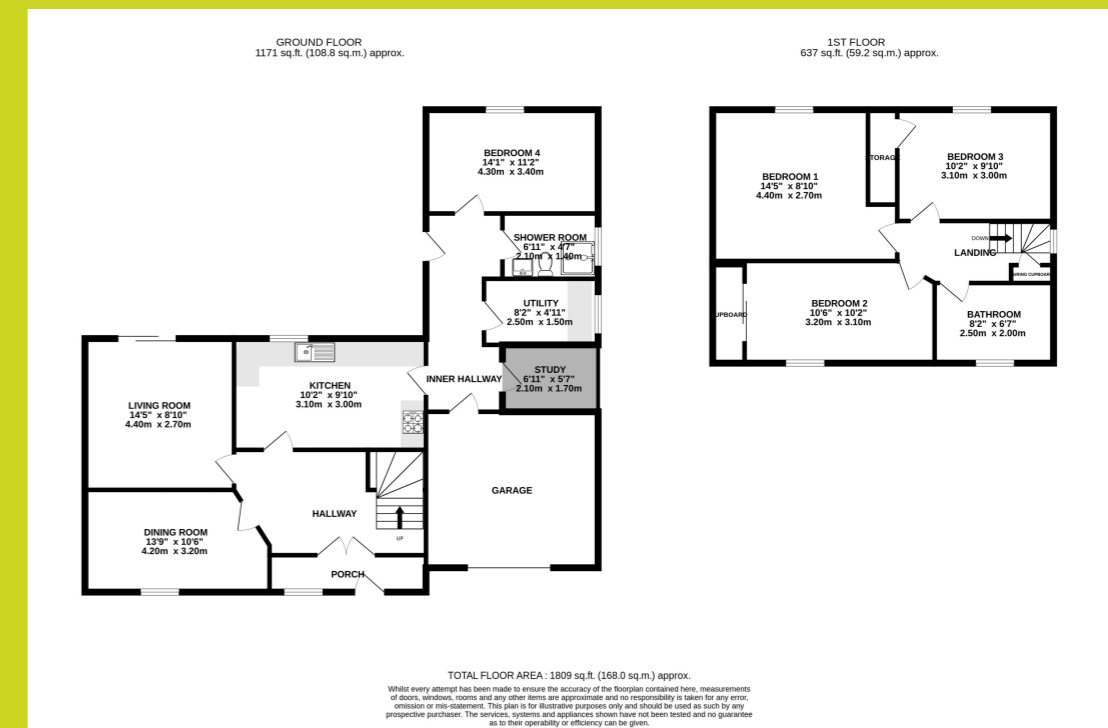 GROUND FLOOR
1171 sq.ft. (108.8 sq.m.) approx.
BEDROOM 4
14'1" x 11'2"
4.30m x 3.40m
SHOWER ROOM
6'11" x 4'7"
2.10m x 1.40m
UTILITY
8'2" x 4'11"
2.50m x 1.50m
STUDY
6'11" x 5'7"
2.10m x 1.70m
INNER HALLWAY
KITCHEN
10'2" x 9'10"
3.10m x 3.00m
LIVING ROOM
14'5" x 8'10"
4.40m x 2.70m
GARAGE
HALLWAY
DINING ROOM
13'9" x 10'6"
4.20m x 3.20m
UP
PORCH
1ST FLOOR
637 sq.ft. (59.2 sq.m.) approx.
BEDROOM 1
14'5" x 8'10"
4.40m x 2.70m
STORAGE
BEDROOM 3
10'2" x 9'10"
3.10m x 3.00m
DOWN
LANDING
AIRING CUPBOARD
BEDROOM 2
10'6" x 10'2"
3.20m x 3.10m
CUPBOARD
BATHROOM
8'2" x 6'7"
2.50m x 2.00m
TOTAL FLOOR AREA : 1809 sq.ft. (168.0 sq.m.) approx.
Whilst every attempt has been made to ensure the accuracy of the floorplan contained here, measurements
of doors, windows, rooms and any other items are approximate and no responsibility is taken for any error,
omission or mis-statement. This plan is for illustrative purposes only and should be used as such by any
prospective purchaser. The services, systems and appliances shown have not been tested and no guarantee
as to their operability or efficiency can be given.